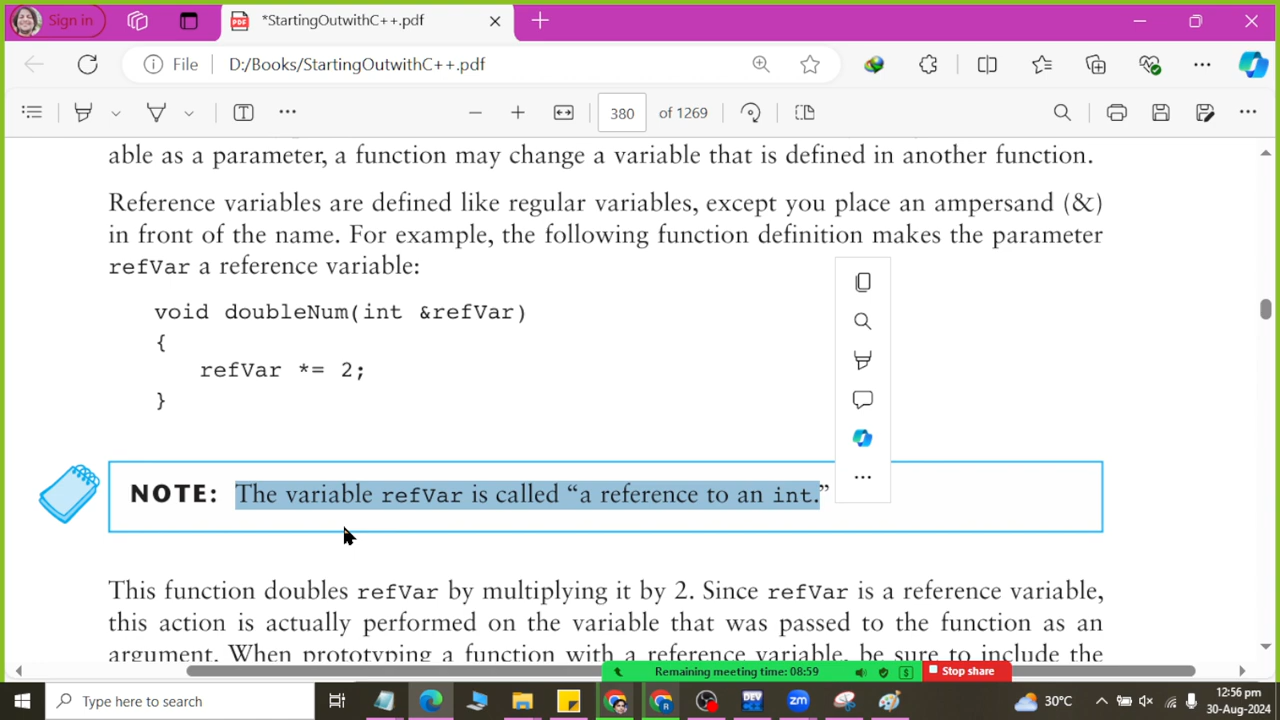 Sign in
*StartingOutwithC++.pdf
File
D:/Books/StartingOutwithC++.pdf
380 of 1269
able as a parameter, a function may change a variable that is defined in another function.
Reference variables are defined like regular variables, except you place an ampersand (&)
in front of the name. For example, the following function definition makes the parameter
refVar a reference variable:
void doubleNum(int &refVar)
{
refVar *= 2;
}
NOTE: The variable refVar is called “a reference to an int.”
This function doubles refVar by multiplying it by 2. Since refVar is a reference variable,
this action is actually performed on the variable that was passed to the function as an
argument. When prototyping a function with a reference variable, be sure to include the
Remaining meeting time: 08:59
Stop share
Type here to search
DEV
zm
30°C
12:56 pm
30-Aug-2024